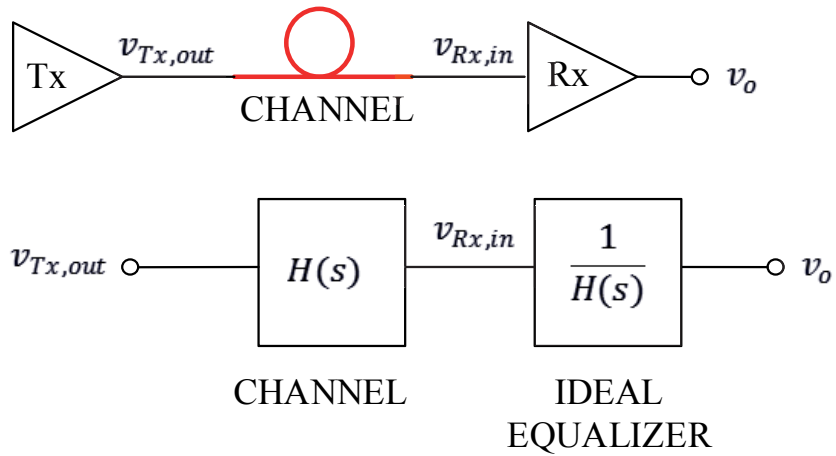 Tx v_{Tx,out} v_{Rx,in} Rx v_o
CHANNEL
v_{Tx,out} H(s) v_{Rx,in} \frac{1}{H(s)} v_o
CHANNEL IDEAL
EQUALIZER